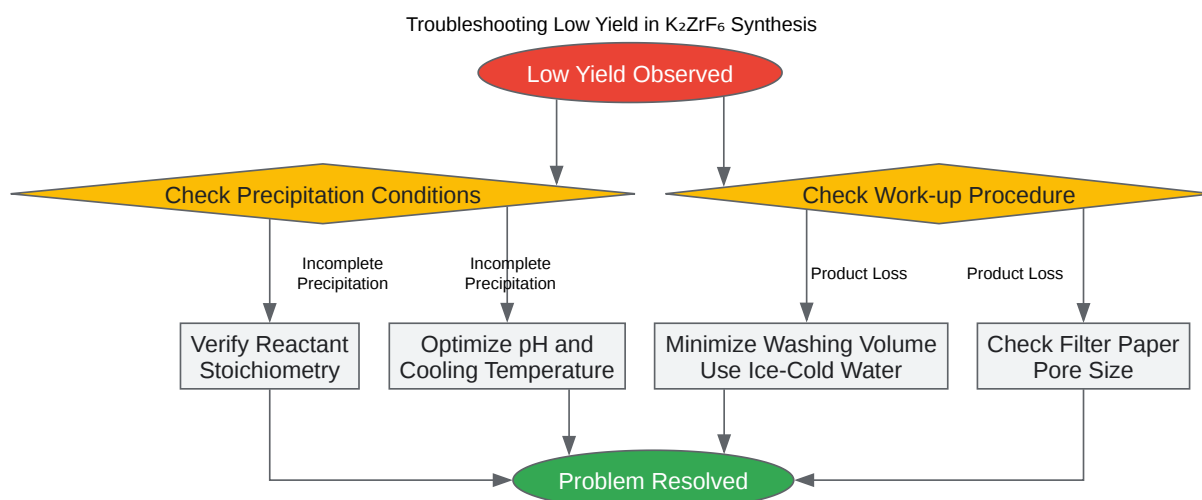 Troubleshooting Low Yield in K₂ZrF₆ Synthesis
Low Yield Observed
Check Precipitation Conditions
Check Work-up Procedure
Incomplete
Precipitation
Incomplete
Precipitation
Product Loss
Product Loss
Verify Reactant
Stoichiometry
Optimize pH and
Cooling Temperature
Minimize Washing Volume
Use Ice-Cold Water
Check Filter Paper
Pore Size
Problem Resolved